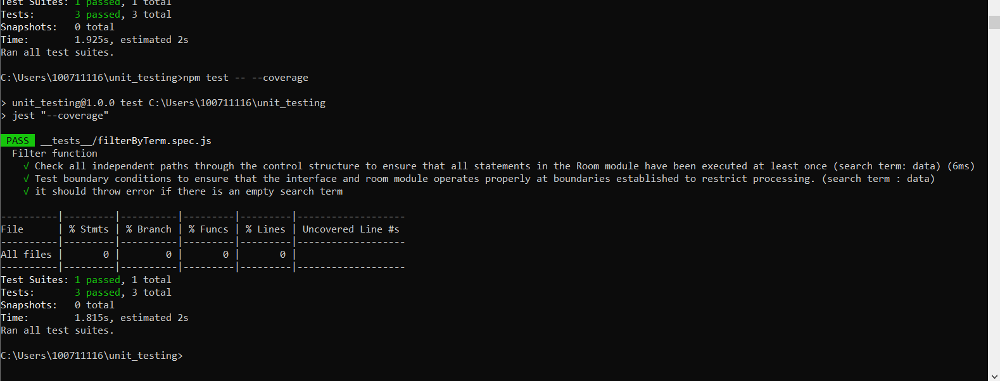 Test Suites: 1 passed, 1 total
Tests:       3 passed, 3 total
Snapshots:   0 total
Time:        1.925s, estimated 2s
Ran all test suites.

C:\Users\100711116\unit_testing>npm test -- --coverage

> unit_testing@1.0.0 test C:\Users\100711116\unit_testing
> jest "--coverage"

PASS  __tests__/filterByTerm.spec.js
  Filter function
    √ Check all independent paths through the control structure to ensure that all statements in the Room module have been executed at least once (search term: data) (6ms)
    √ Test boundary conditions to ensure that the interface and room module operates properly at boundaries established to restrict processing. (search term : data)
    √ it should throw error if there is an empty search term

----------|---------|----------|---------|---------|-------------------
File      | % Stmts | % Branch | % Funcs | % Lines | Uncovered Line #s
----------|---------|----------|---------|---------|-------------------
All files |       0 |        0 |       0 |       0 |
----------|---------|----------|---------|---------|-------------------
Test Suites: 1 passed, 1 total
Tests:       3 passed, 3 total
Snapshots:   0 total
Time:        1.815s, estimated 2s
Ran all test suites.

C:\Users\100711116\unit_testing>